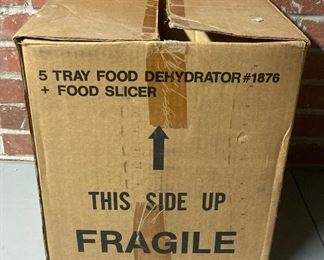 5 TRAY FOOD DEHYDRATOR #1876
+ FOOD SLICER
THIS SIDE UP
FRAGILE